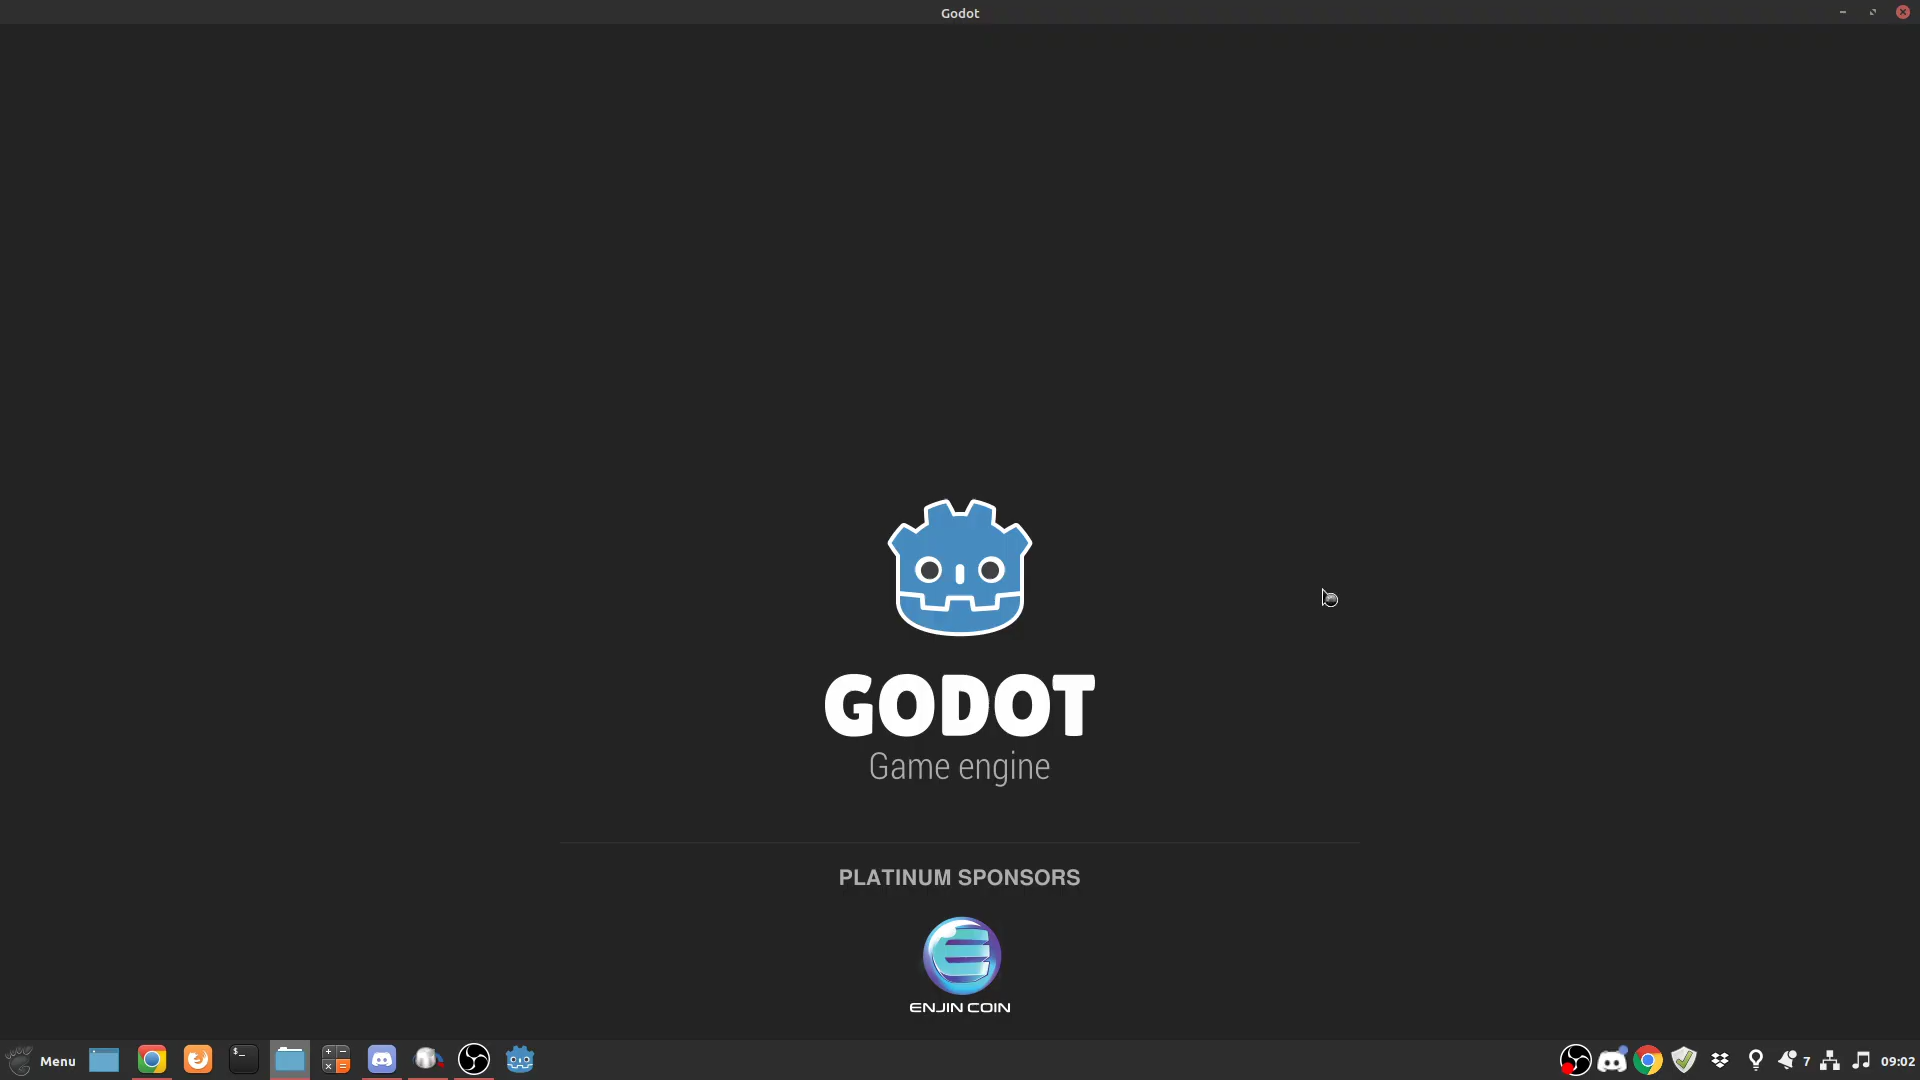 Godot
GODOT
Game engine
PLATINUM SPONSORS
ENJIN COIN
Menu
7
09:02